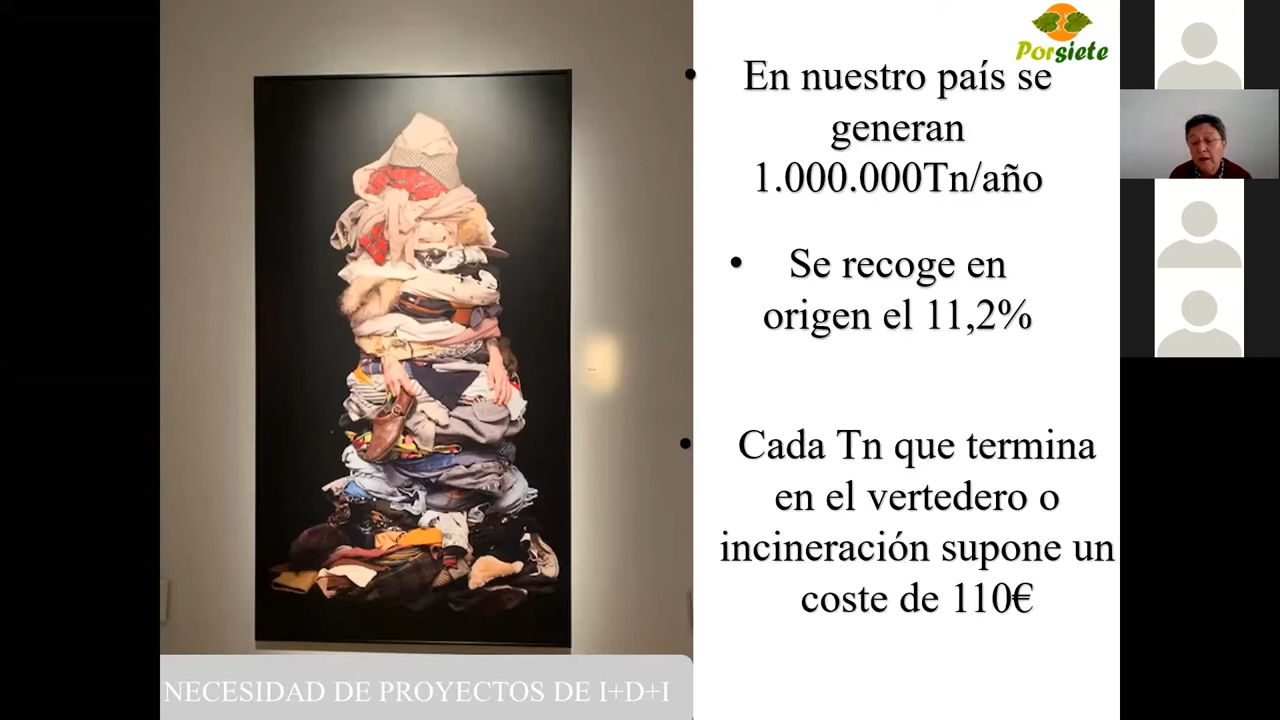 Porsiete
En nuestro país se
generan
1.000.000Tn/año
• Se recoge en
origen el 11,2%
Cada Tn que termina
en el vertedero o
incineración supone un
coste de 110€
NECESIDAD DE PROYECTOS DE I+D+I